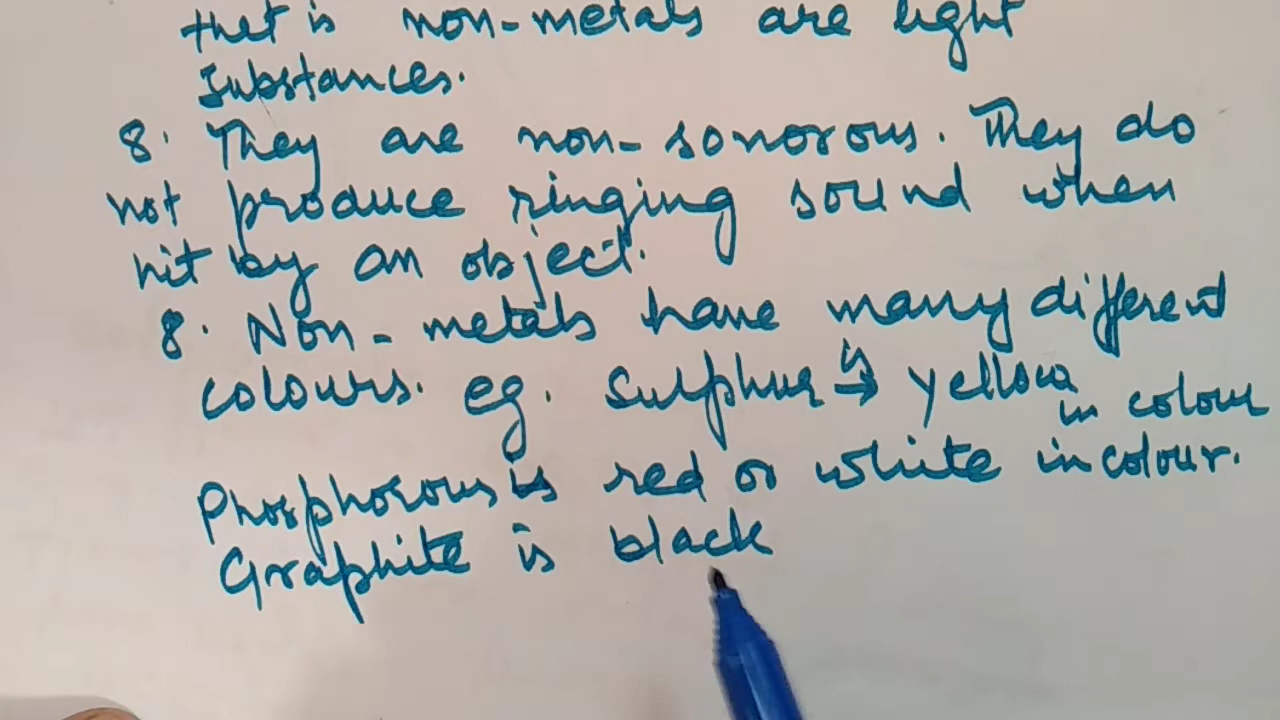 that is non-metals are light
substances.
8. They are non-sonorous. They do
not produce ringing sound when
hit by an object.
8. Non-metals have many different
colours. eg. Sulphur is → yellow in colour
Phosphorous is red or white in colour.
Graphite is black